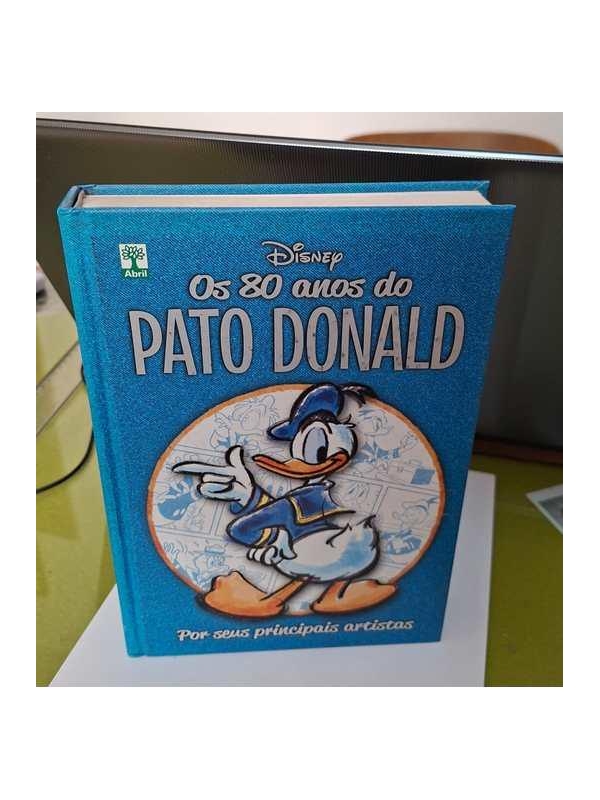 Abril
Disney
Os 80 anos do
PATO DONALD
Por seus principais artistas